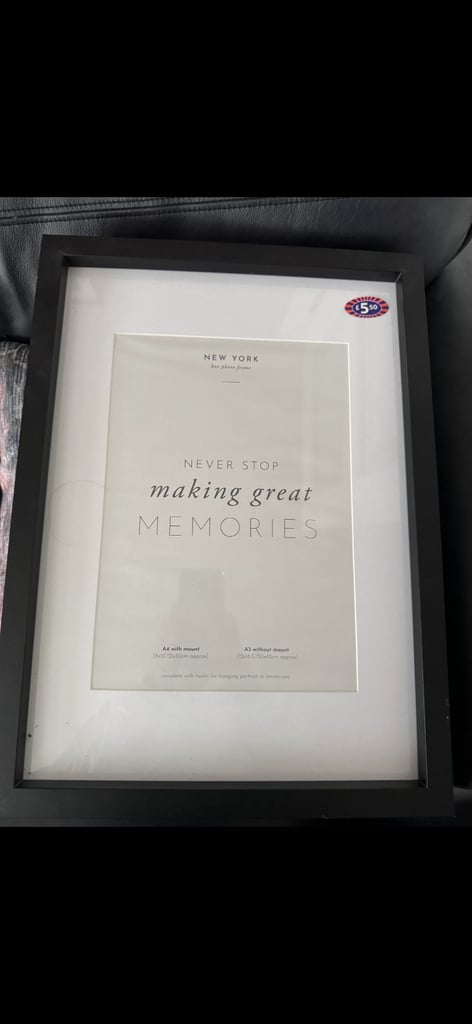 £5.50
NEW YORK
box photo frame
NEVER STOP
making great
MEMORIES
A4 with mount
A3 without mount
complete with hooks for hanging portrait or landscape